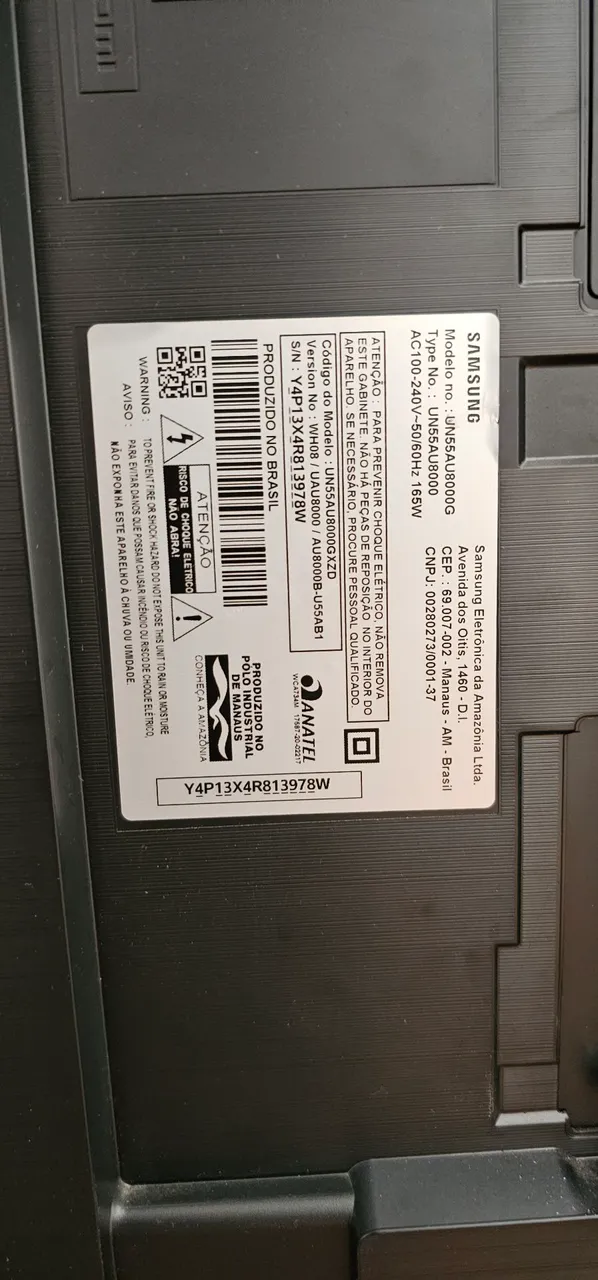 SAMSUNG
Modelo no. : UN55AU8000G
Type No. : UN55AU8000
AC100-240V~50/60Hz 165W
Samsung Eletrônica da Amazônia Ltda.
Avenida dos Oitis, 1460 - D.I.
CEP. : 69.007-002 - Manaus - AM - Brasil
CNPJ: 00280273/0001-37
ATENÇÃO : PARA PREVENIR CHOQUE ELÉTRICO, NÃO REMOVA
ESTE GABINETE. NÃO HÁ PEÇAS DE REPOSIÇÃO NO INTERIOR DO
APARELHO. SE NECESSÁRIO, PROCURE PESSOAL QUALIFICADO.
Código do Modelo : UN55AU8000GXZD
Version No : WH08 / UAU8000 / AU8000B-U55AB1
S/N : Y4P13X4R813978W
ANATEL
PRODUZIDO NO BRASIL
PRODUZIDO NO
PÓLO INDUSTRIAL
DE MANAUS
CONHEÇA A AMAZÔNIA
ATENÇÃO
RISCO DE CHOQUE ELÉTRICO
NÃO ABRA!
Y4P13X4R813978W
WARNING : TO PREVENT FIRE OR SHOCK HAZARD DO NOT EXPOSE THIS UNIT TO RAIN OR MOISTURE
AVISO : PARA EVITAR DANOS QUE POSSAM CAUSAR INCÊNDIO OU RISCO DE CHOQUE ELÉTRICO,
NÃO EXPONHA ESTE APARELHO À CHUVA OU UMIDADE.